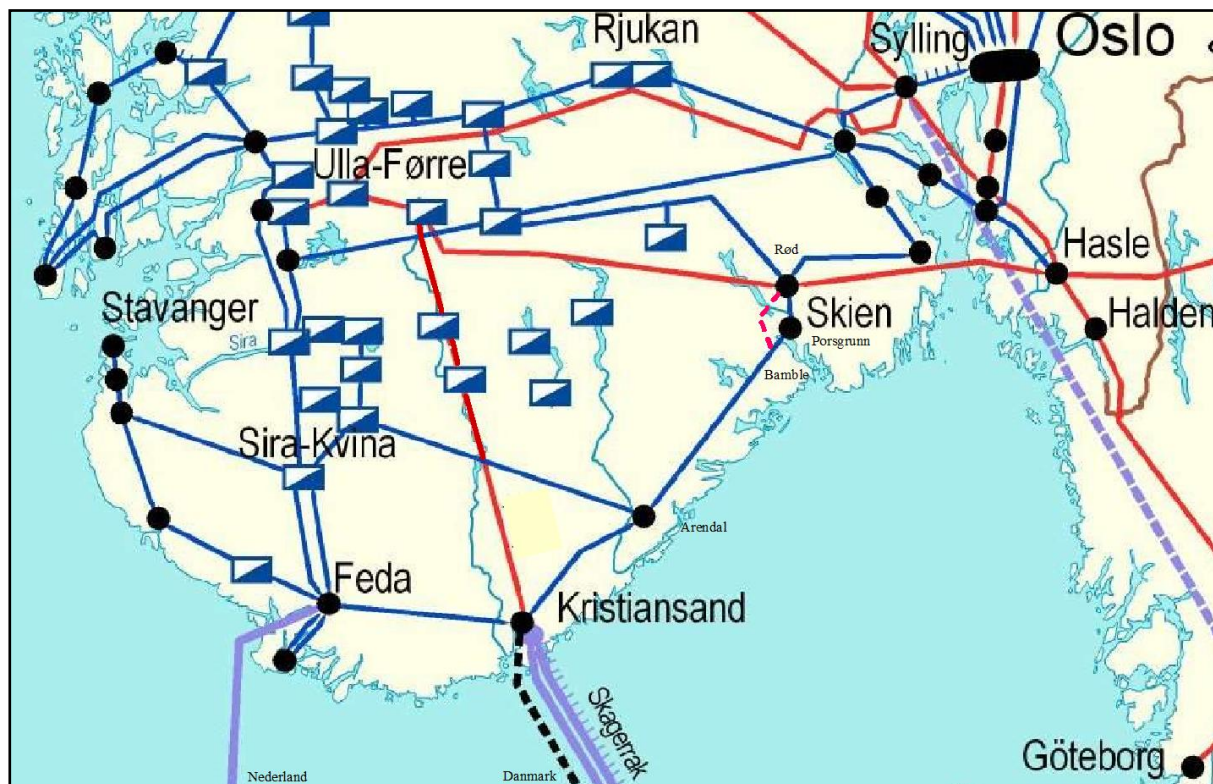 Rjukan
Sylling
Oslo
Ulla-Førre
Rød
Hasle
Stavanger
Sira
Skien
Halden
Porsgrunn
Bamble
Sira-Kvina
Arendal
Feda
Kristiansand
Skagerrak
Göteborg
Nederland
Danmark